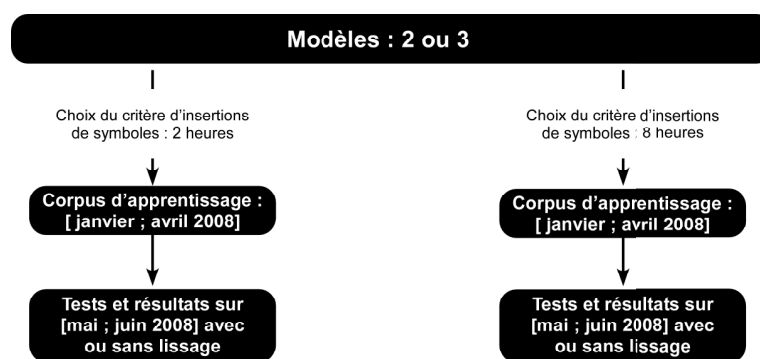 Modèles : 2 ou 3
Choix du critère d'insertions
de symboles : 2 heures
Corpus d'apprentissage :
[ janvier ; avril 2008]
Tests et résultats sur
[mai ; juin 2008] avec
ou sans lissage
Choix du critère d'insertions
de symboles : 8 heures
Corpus d'apprentissage :
[ janvier ; avril 2008]
Tests et résultats sur
[mai ; juin 2008] avec
ou sans lissage